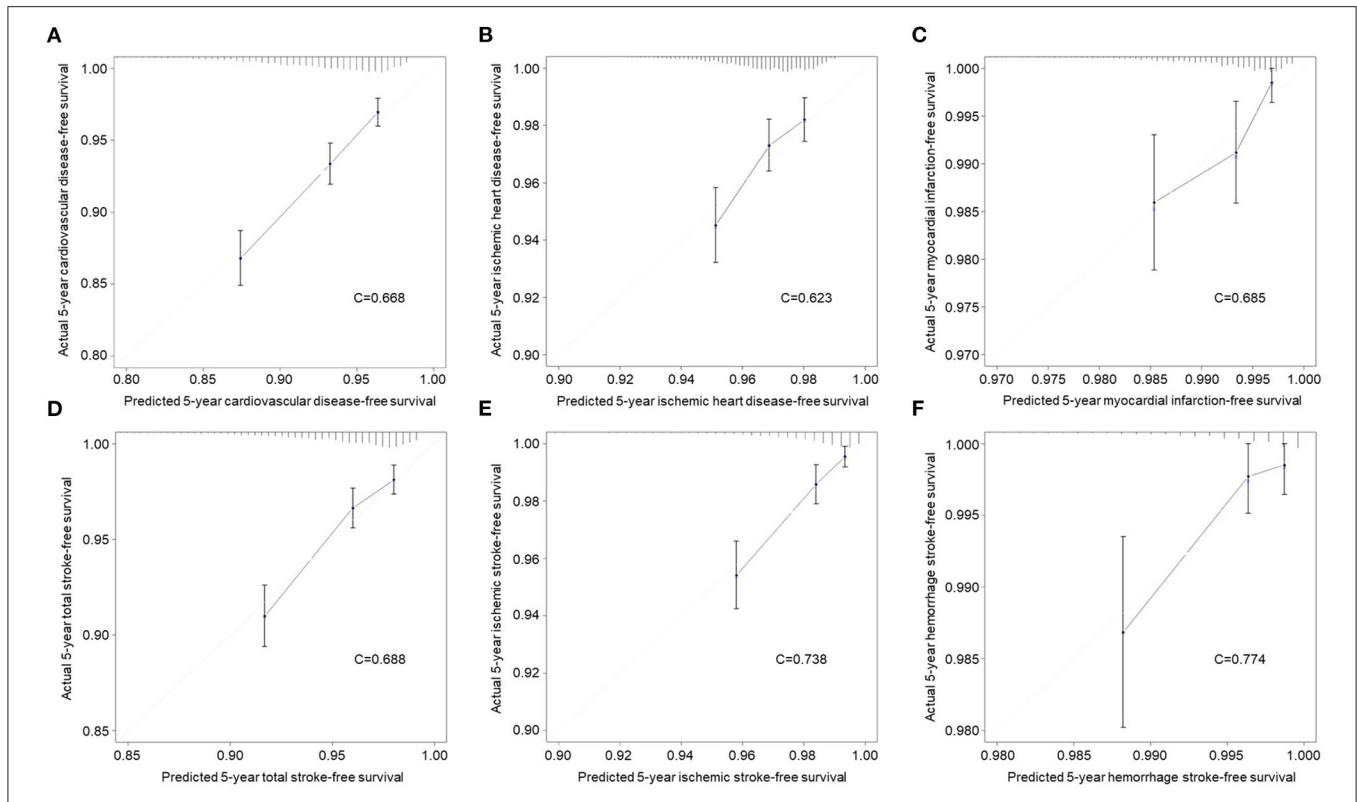 A
Actual 5-year cardiovascular disease-free survival
1.00
0.95
0.90
0.85
0.80
C=0.668
0.80 0.85 0.90 0.95 1.00
Predicted 5-year cardiovascular disease-free survival
B
Actual 5-year ischemic heart disease-free survival
1.00
0.98
0.96
0.94
0.92
0.90
C=0.623
0.90 0.92 0.94 0.96 0.98 1.00
Predicted 5-year ischemic heart disease-free survival
C
Actual 5-year myocardial infarction-free survival
1.000
0.995
0.990
0.985
0.980
0.975
0.970
C=0.685
0.970 0.975 0.980 0.985 0.990 0.995 1.000
Predicted 5-year myocardial infarction-free survival
D
Actual 5-year total stroke-free survival
1.00
0.95
0.90
0.85
C=0.688
0.85 0.90 0.95 1.00
Predicted 5-year total stroke-free survival
E
Actual 5-year ischemic stroke-free survival
1.00
0.98
0.96
0.94
0.92
0.90
C=0.738
0.90 0.92 0.94 0.96 0.98 1.00
Predicted 5-year ischemic stroke-free survival
F
Actual 5-year hemorrhage stroke-free survival
1.000
0.995
0.990
0.985
0.980
C=0.774
0.980 0.985 0.990 0.995 1.000
Predicted 5-year hemorrhage stroke-free survival